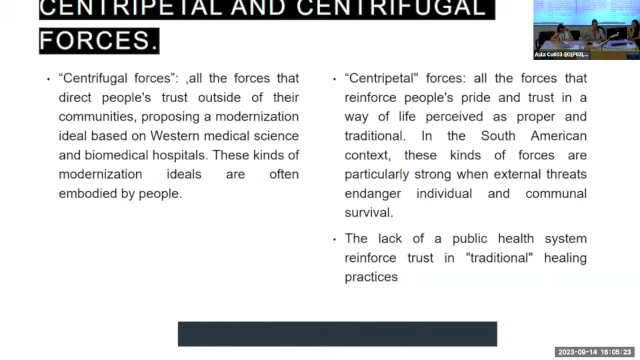 CENTRIPETAL AND CENTRIFUGAL
FORCES.
• “Centrifugal forces”: ,all the forces that
direct people's trust outside of their
communities, proposing a modernization
ideal based on Western medical science
and biomedical hospitals. These kinds of
modernization ideals are often
embodied by people.
• “Centripetal” forces: all the forces that
reinforce people's pride and trust in a
way of life perceived as proper and
traditional. In the South American
context, these kinds of forces are
particularly strong when external threats
endanger individual and communal
survival.
• The lack of a public health system
reinforce trust in "traditional" healing
practices
2023-09-14 16:05:23